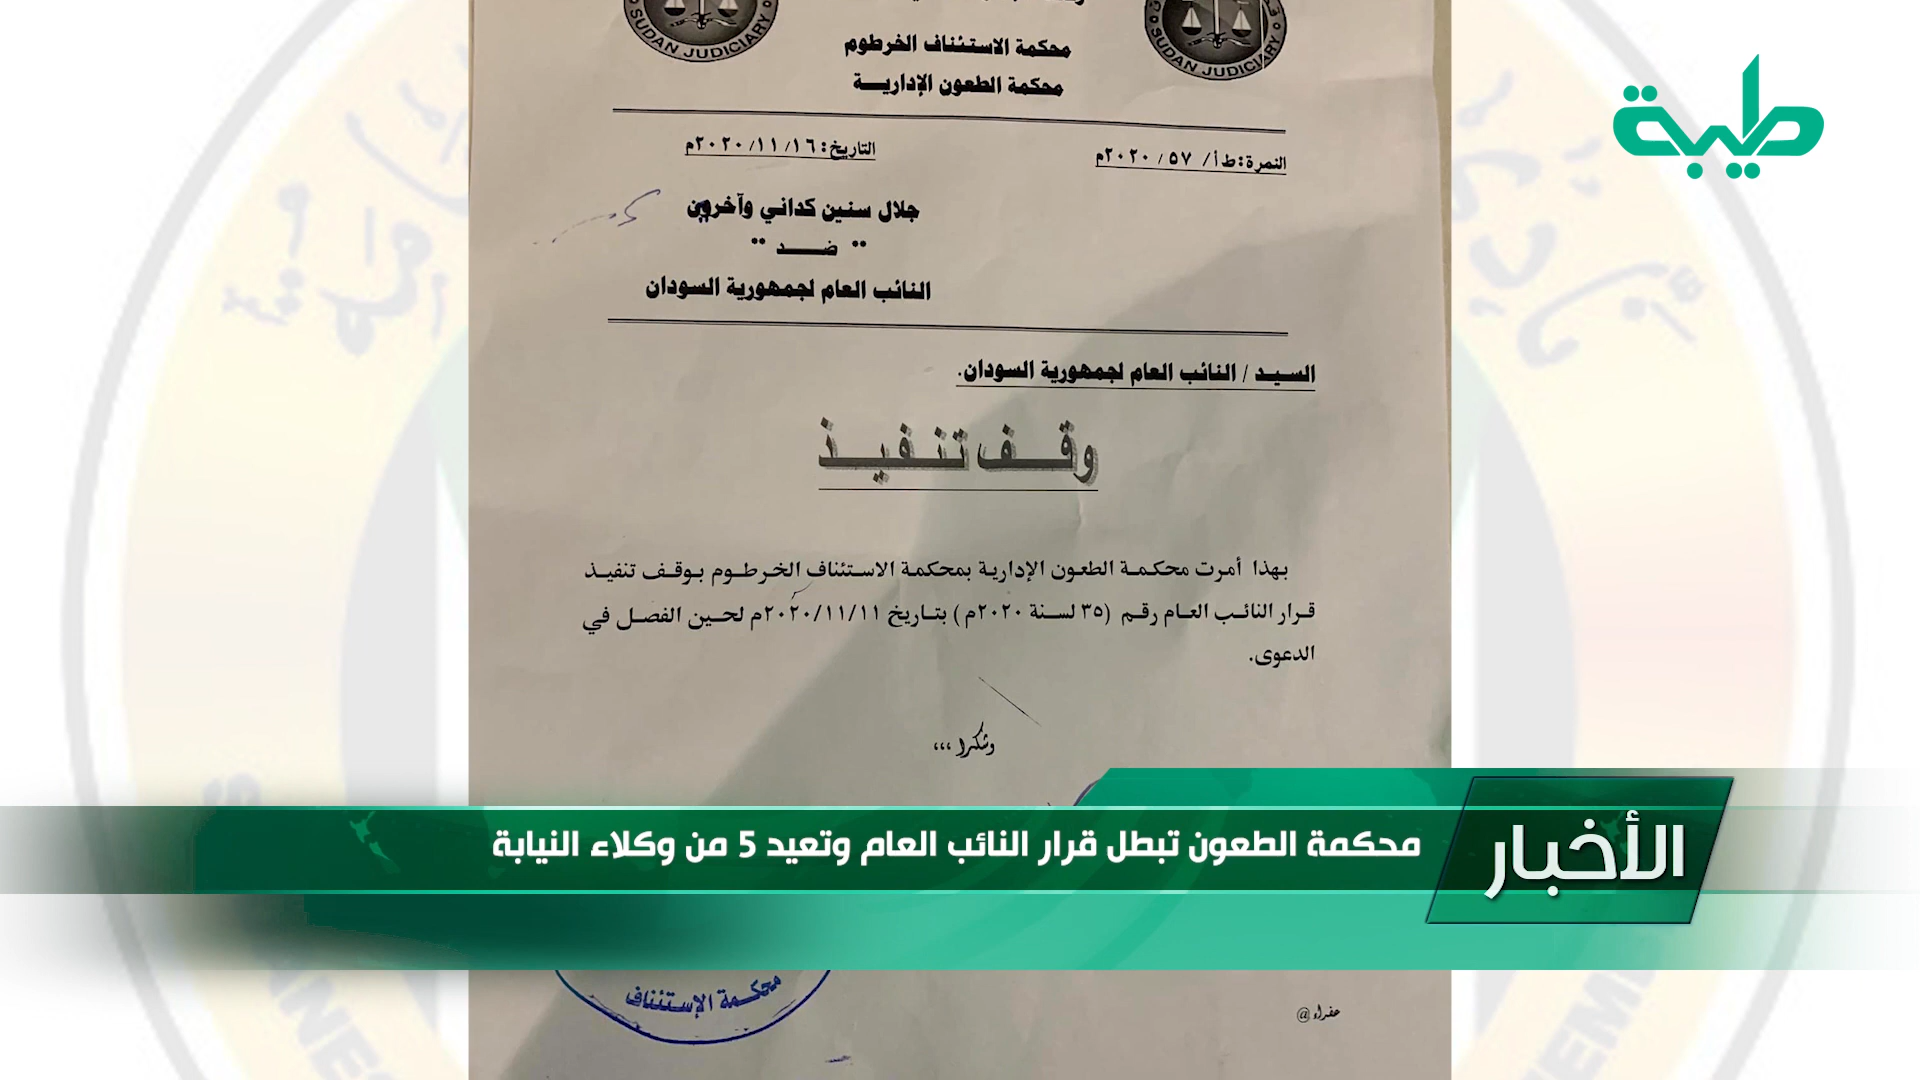 SUDAN JUDICIARY
SUDAN JUDICIARY
محكمة الاستئناف الخرطوم
محكمة الطعون الإدارية
طيبة
النمرة: ط أ/ ٥٧ / ٢٠٢٠م
التاريخ: ١٦/ ١١/ ٢٠٢٠م
جلال سنين كداني وآخرون
" ضد "
النائب العام لجمهورية السودان
السيد / النائب العام لجمهورية السودان.
وقف تنفيذ
بهذا أمرت محكمة الطعون الإدارية بمحكمة الاستئناف الخرطوم بوقف تنفيذ
قرار النائب العام رقم (٣٥ لسنة ٢٠٢٠م) بتاريخ ٢٠٢٠/١١/١١م لحين الفصل في
الدعوى.
وشكرا ،،،
الأخبار
محكمة الطعون تبطل قرار النائب العام وتعيد 5 من وكلاء النيابة
محكمة الإستئناف
عفراء @